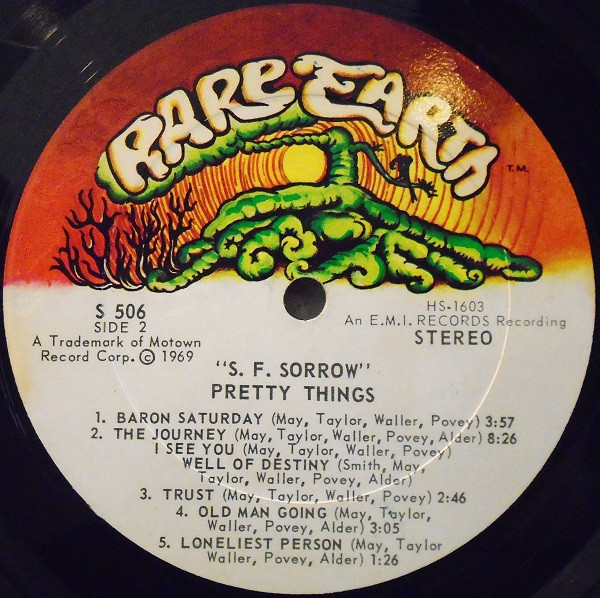 RARE EARTH
T.M.
S 506
SIDE 2
A Trademark of Motown
Record Corp. © 1969
HS-1603
An E.M.I. RECORDS Recording
STEREO
"S. F. SORROW"
PRETTY THINGS
1. BARON SATURDAY (May, Taylor, Waller, Povey) 3:57
2. THE JOURNEY (May, Taylor, Waller, Povey, Alder) 8:26
I SEE YOU (May, Taylor, Waller, Povey)
WELL OF DESTINY (Smith, May,
Taylor, Waller, Povey, Alder)
3. TRUST (May, Taylor, Waller, Povey) 2:46
4. OLD MAN GOING (May, Taylor,
Waller, Povey, Alder) 3:05
5. LONELIEST PERSON (May, Taylor
Waller, Povey, Alder) 1:26